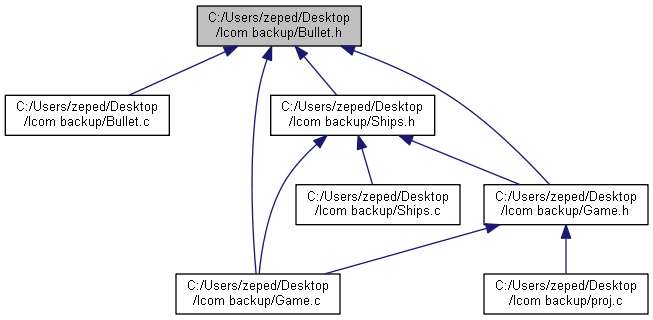 C:/Users/zeped/Desktop
/lcom backup/Bullet.h
C:/Users/zeped/Desktop
/lcom backup/Bullet.c
C:/Users/zeped/Desktop
/lcom backup/Ships.h
C:/Users/zeped/Desktop
/lcom backup/Ships.c
C:/Users/zeped/Desktop
/lcom backup/Game.h
C:/Users/zeped/Desktop
/lcom backup/Game.c
C:/Users/zeped/Desktop
/lcom backup/proj.c